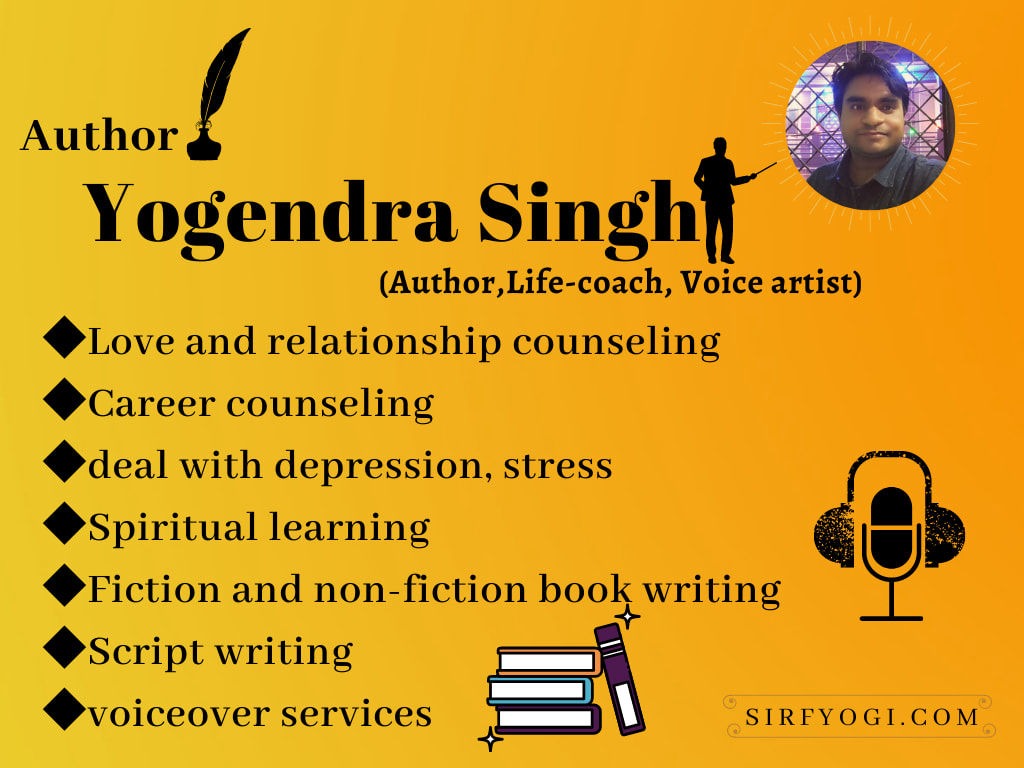 Author
Yogendra Singh
(Author,Life-coach, Voice artist)
Love and relationship counseling
Career counseling
deal with depression, stress
Spiritual learning
Fiction and non-fiction book writing
Script writing
voiceover services
SIRFYOGI.COM